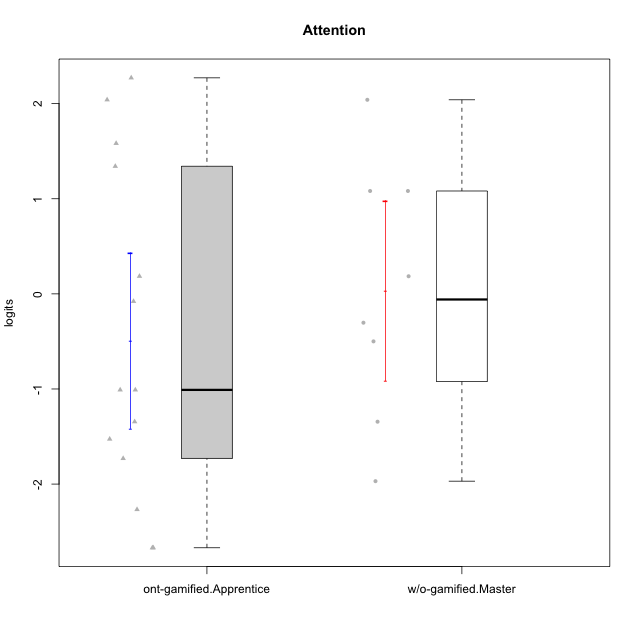 Attention
logits
2
1
0
-1
-2
ont-gamified.Apprentice
w/o-gamified.Master